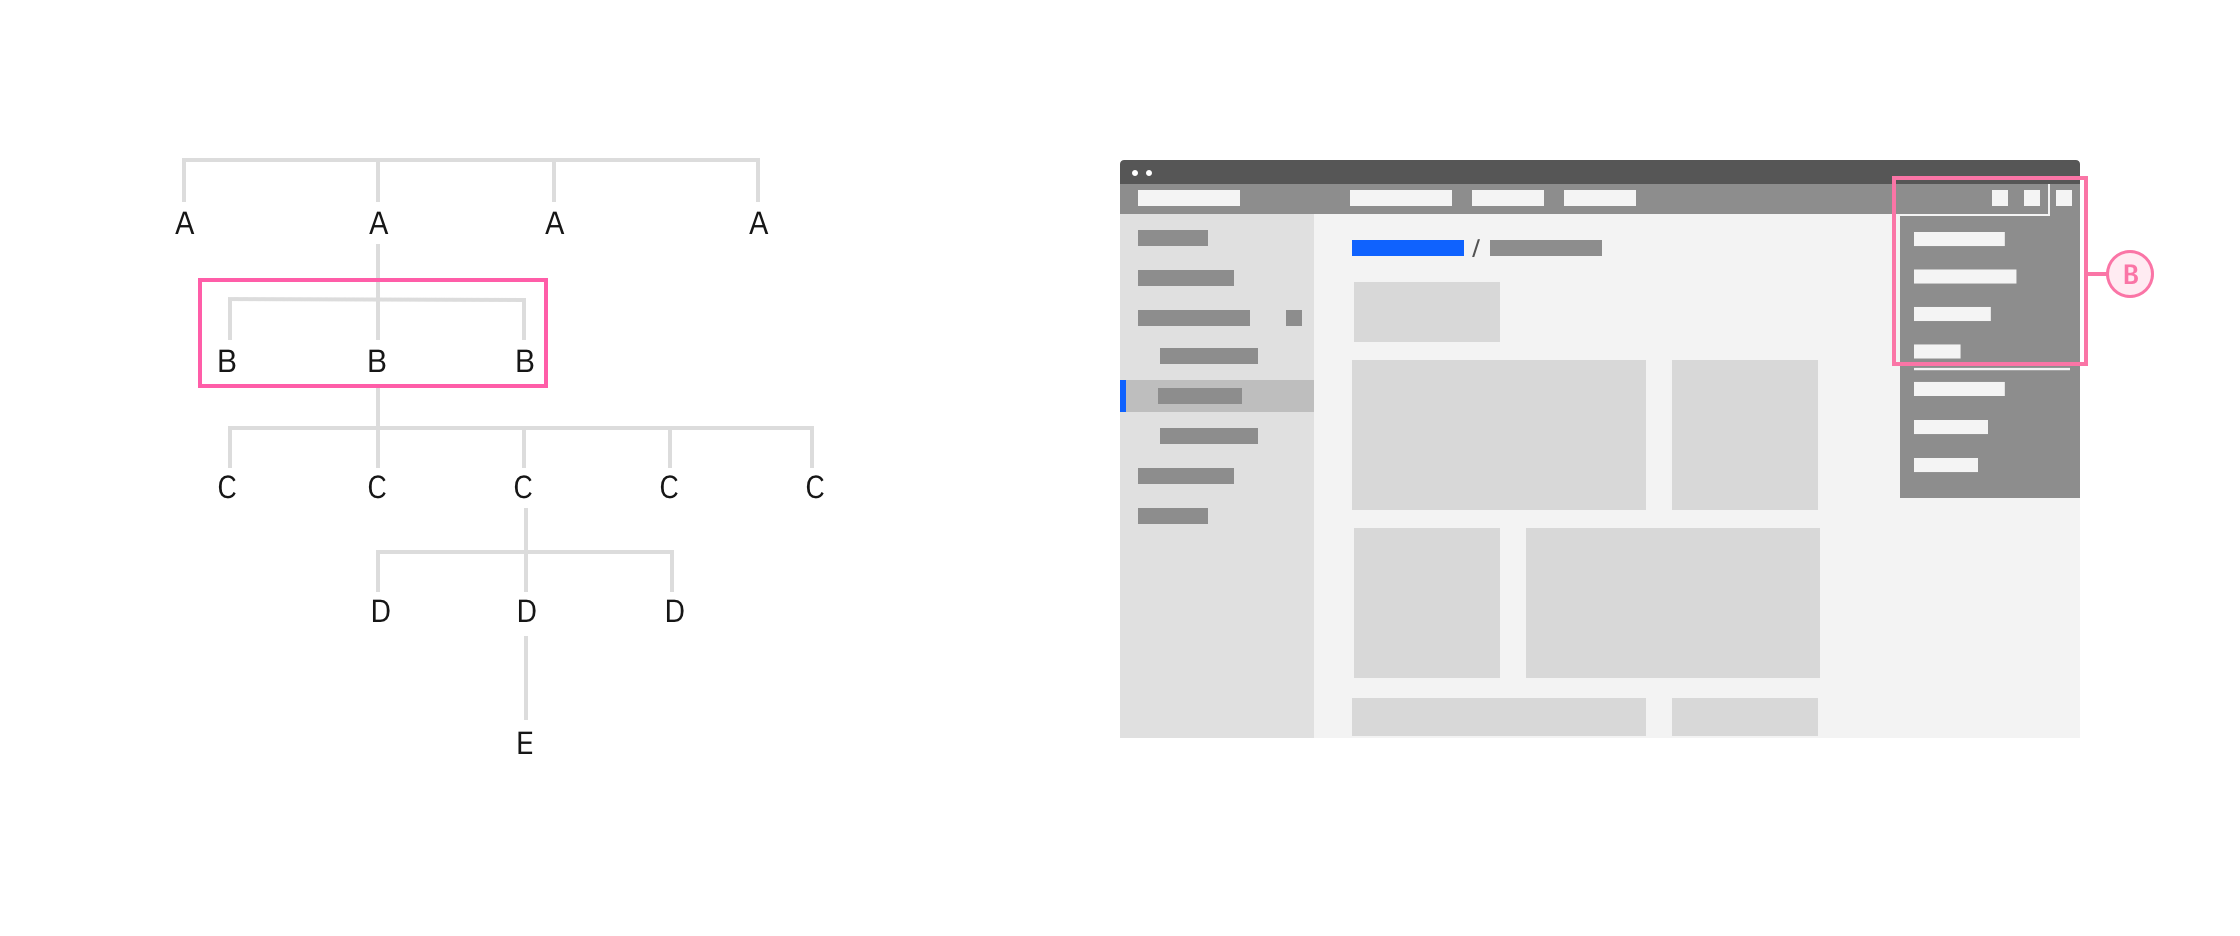 A A A A
B B B
C C C C C
D D D
E
/
B